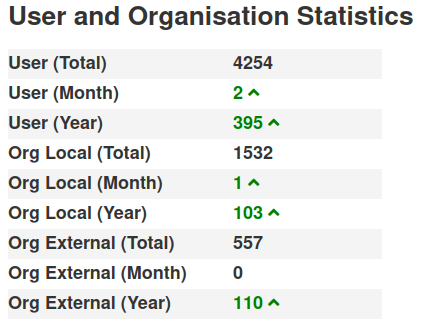 User and Organisation Statistics
User (Total) 4254
User (Month) 2
User (Year) 395
Org Local (Total) 1532
Org Local (Month) 1
Org Local (Year) 103
Org External (Total) 557
Org External (Month) 0
Org External (Year) 110